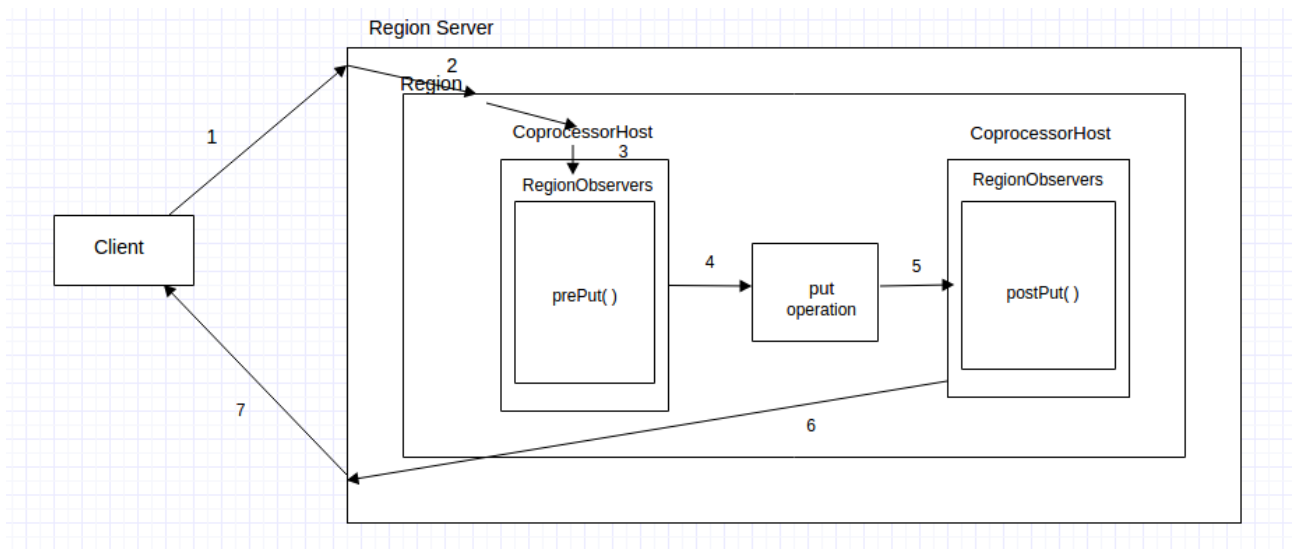 Region Server
2
Region
1
CoprocessorHost
3
RegionObservers
prePut( )
4
put
operation
5
CoprocessorHost
RegionObservers
postPut( )
Client
6
7